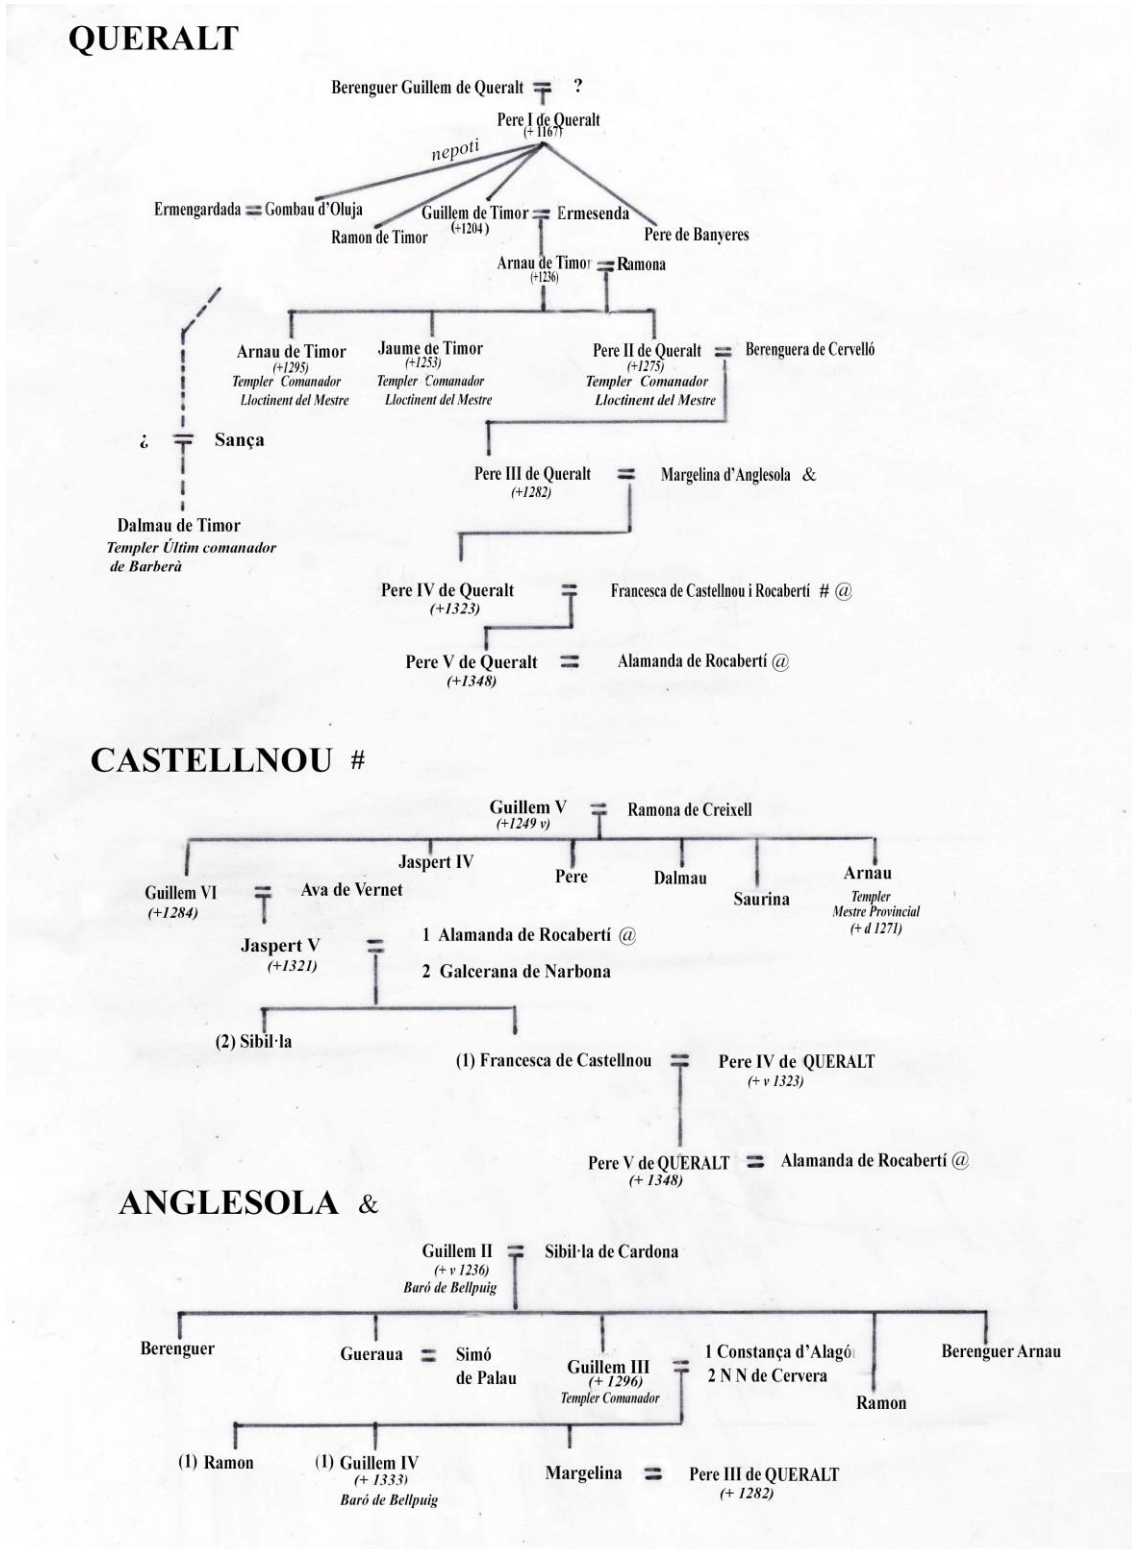 QUERALT
Berenguer Guillem de Queralt = ?
Pere I de Queralt
(+ 1167)
nepoti
Ermengardada = Gombau d'Oluja
Ramon de Timor
Guillem de Timor = Ermesenda
(+1204 )
Pere de Banyeres
Arnau de Timor = Ramona
(+1236)
Arnau de Timor
(+1295)
Templer Comanador
Lloctinent del Mestre
Jaume de Timor
(+1253)
Templer Comanador
Lloctinent del Mestre
Pere II de Queralt = Berenguera de Cervelló
(+1275)
Templer Comanador
Lloctinent del Mestre
¿ = Sança
Pere III de Queralt = Margelina d'Anglesola &
(+1282)
Dalmau de Timor
Templer Últim comanador
de Barberà
Pere IV de Queralt = Francesca de Castellnou i Rocabertí # @
(+1323)
Pere V de Queralt = Alamanda de Rocabertí @
(+1348)
CASTELLNOU #
Guillem V = Ramona de Creixell
(+1249 v)
Guillem VI = Ava de Vernet
(+1284)
Jaspert IV
Pere
Dalmau
Saurina
Arnau
Templer
Mestre Provincial
(+ d 1271)
Jaspert V = 1 Alamanda de Rocabertí @
(+1321)
2 Galcerana de Narbona
(2) Sibil·la
(1) Francesca de Castellnou = Pere IV de QUERALT
(+ v 1323)
Pere V de QUERALT = Alamanda de Rocabertí @
(+ 1348)
ANGLESOLA &
Guillem II = Sibil·la de Cardona
(+ v 1236)
Baró de Bellpuig
Berenguer
Gueraua = Simó
de Palau
Guillem III = 1 Constança d'Alagó
(+ 1296)
2 N N de Cervera
Templer Comanador
Ramon
Berenguer Arnau
(1) Ramon
(1) Guillem IV
(+ 1333)
Baró de Bellpuig
Margelina = Pere III de QUERALT
(+ 1282)